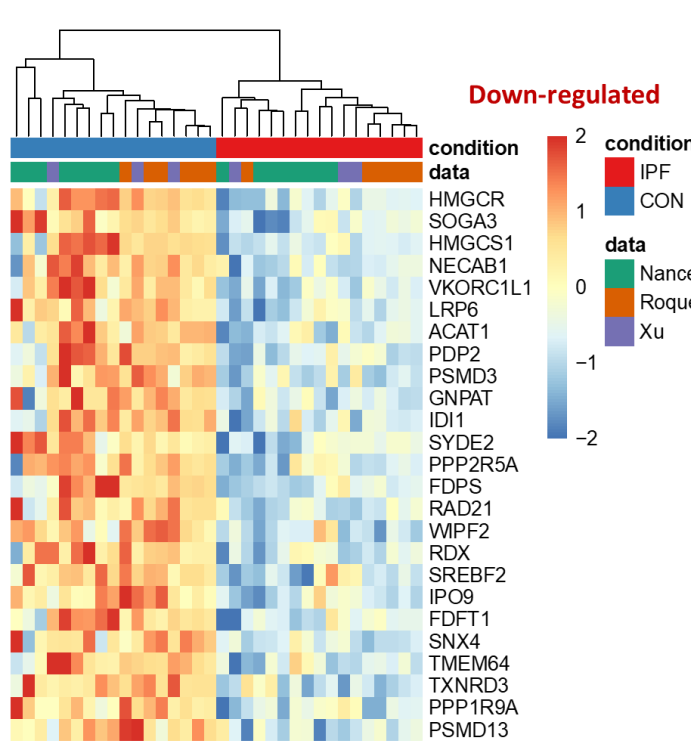 Down-regulated
condition
data
HMGCR
SOGA3
HMGCS1
NECAB1
VKORC1L1
LRP6
ACAT1
PDP2
PSMD3
GNPAT
IDI1
SYDE2
PPP2R5A
FDPS
RAD21
WIPF2
RDX
SREBF2
IPO9
FDFT1
SNX4
TMEM64
TXNRD3
PPP1R9A
PSMD13
2
1
0
−1
−2
condition
IPF
CON
data
Nance
Roque
Xu